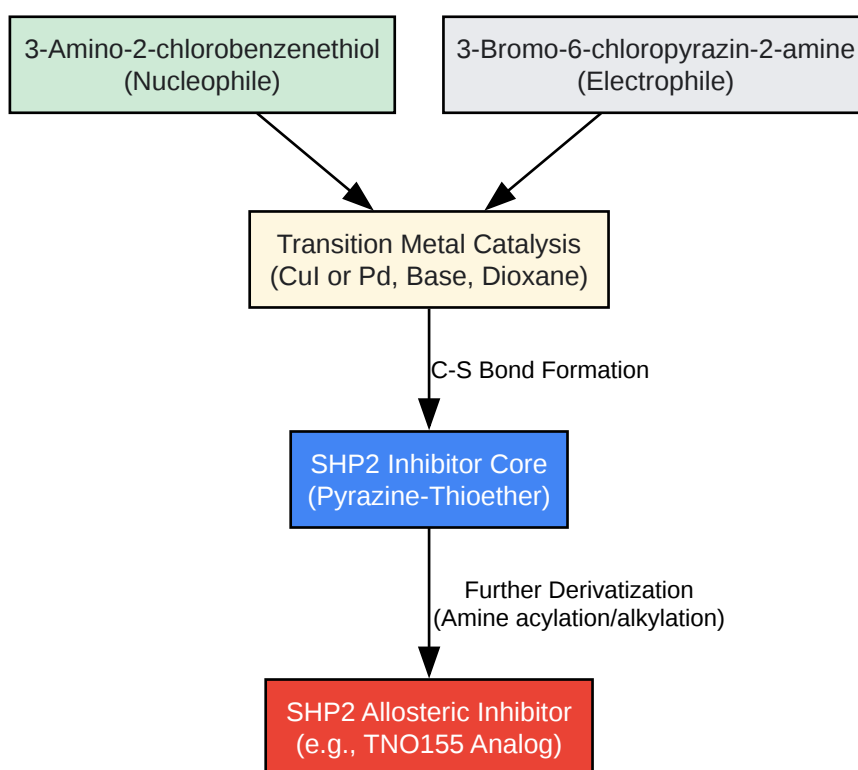 3-Amino-2-chlorobenzenethiol
(Nucleophile)
3-Bromo-6-chloropyrazin-2-amine
(Electrophile)
Transition Metal Catalysis
(CuI or Pd, Base, Dioxane)
C-S Bond Formation
SHP2 Inhibitor Core
(Pyrazine-Thioether)
Further Derivatization
(Amine acylation/alkylation)
SHP2 Allosteric Inhibitor
(e.g., TNO155 Analog)